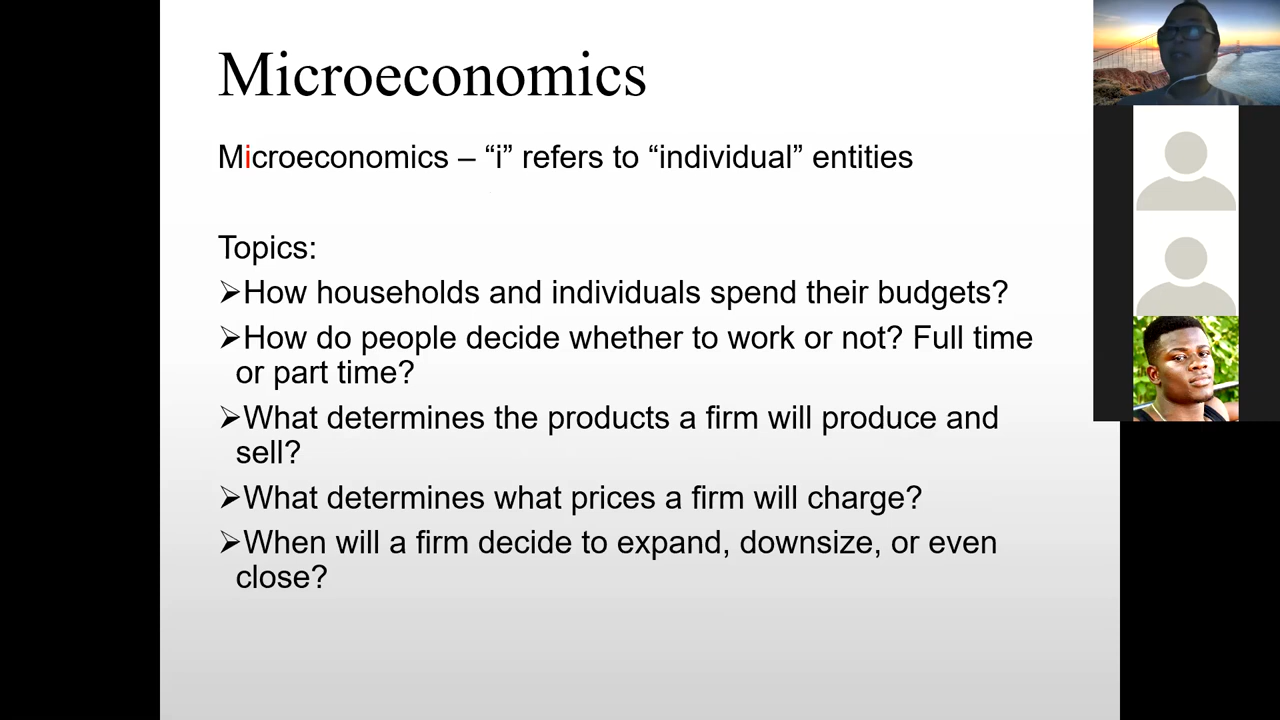 Microeconomics
Microeconomics – “i” refers to “individual” entities
Topics:
➢How households and individuals spend their budgets?
➢How do people decide whether to work or not? Full time
or part time?
➢What determines the products a firm will produce and
sell?
➢What determines what prices a firm will charge?
➢When will a firm decide to expand, downsize, or even
close?